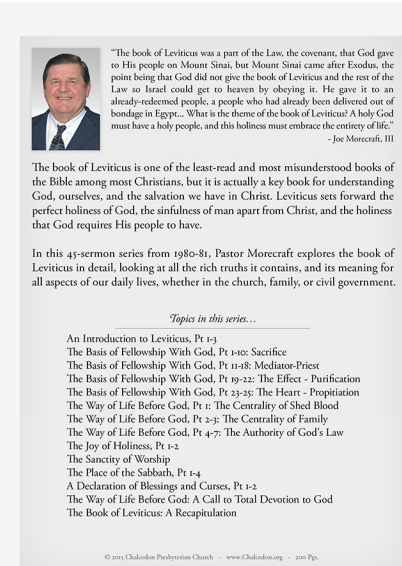 “The book of Leviticus was a part of the Law, the covenant, that God gave
to His people on Mount Sinai, but Mount Sinai came after Exodus, the
point being that God did not give the book of Leviticus and the rest of the
Law so Israel could get to heaven by obeying it. He gave it to an
already-redeemed people, a people who had already been delivered out of
bondage in Egypt... What is the theme of the book of Leviticus? A holy God
must have a holy people, and this holiness must embrace the entirety of life.”
- Joe Morecraft, III
The book of Leviticus is one of the least-read and most misunderstood books of
the Bible among most Christians, but it is actually a key book for understanding
God, ourselves, and the salvation we have in Christ. Leviticus sets forward the
perfect holiness of God, the sinfulness of man apart from Christ, and the holiness
that God requires His people to have.
In this 45-sermon series from 1980-81, Pastor Morecraft explores the book of
Leviticus in detail, looking at all the rich truths it contains, and its meaning for
all aspects of our daily lives, whether in the church, family, or civil government.
Topics in this series…
An Introduction to Leviticus, Pt 1-3
The Basis of Fellowship With God, Pt 1-10: Sacrifice
The Basis of Fellowship With God, Pt 11-18: Mediator-Priest
The Basis of Fellowship With God, Pt 19-22: The Effect - Purification
The Basis of Fellowship With God, Pt 23-25: The Heart - Propitiation
The Way of Life Before God, Pt 1: The Centrality of Shed Blood
The Way of Life Before God, Pt 2-3: The Centrality of Family
The Way of Life Before God, Pt 4-7: The Authority of God’s Law
The Joy of Holiness, Pt 1-2
The Sanctity of Worship
The Place of the Sabbath, Pt 1-4
A Declaration of Blessings and Curses, Pt 1-2
The Way of Life Before God: A Call to Total Devotion to God
The Book of Leviticus: A Recapitulation
© 2015 Chalcedon Presbyterian Church - www.Chalcedon.org - 200 Pgs.